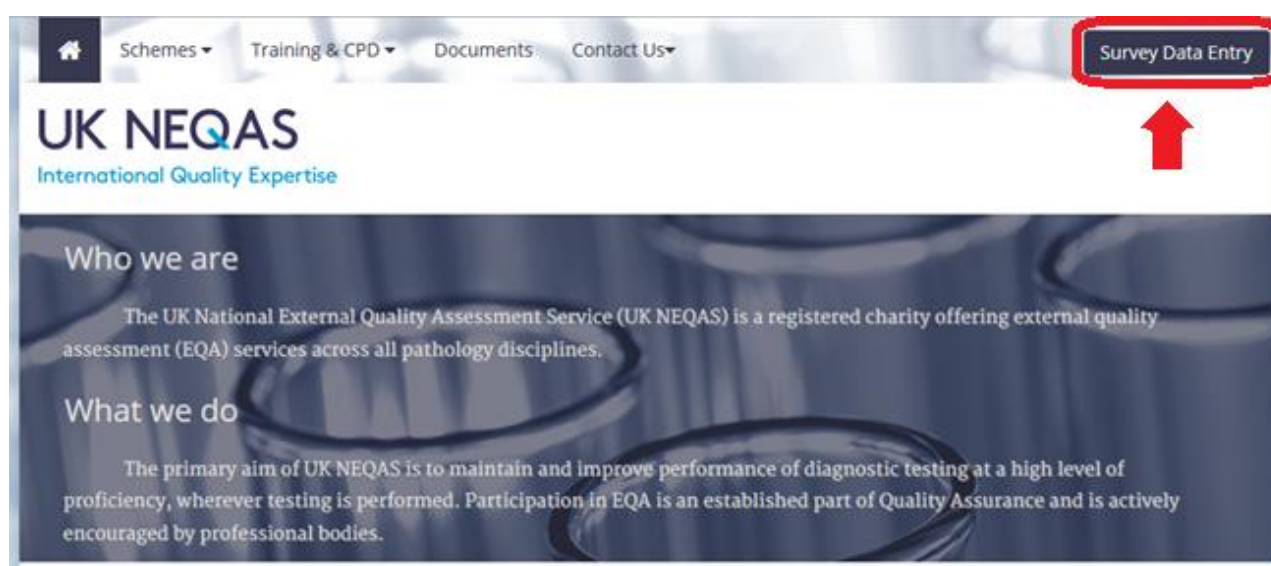 Schemes Training & CPD Documents Contact Us Survey Data Entry
UK NEQAS
International Quality Expertise
Who we are
The UK National External Quality Assessment Service (UK NEQAS) is a registered charity offering external quality
assessment (EQA) services across all pathology disciplines.
What we do
The primary aim of UK NEQAS is to maintain and improve performance of diagnostic testing at a high level of
proficiency, wherever testing is performed. Participation in EQA is an established part of Quality Assurance and is actively
encouraged by professional bodies.